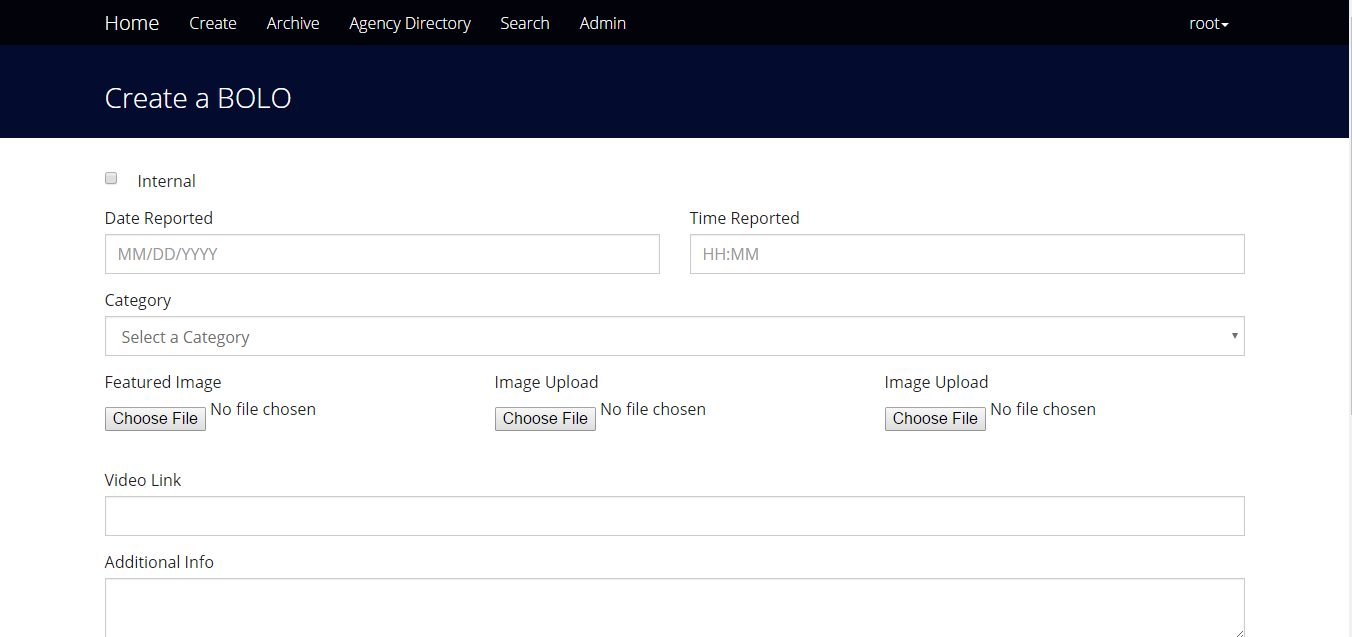 Home Create Archive Agency Directory Search Admin root
Create a BOLO
Internal
Date Reported Time Reported
MM/DD/YYYY HH:MM
Category
Select a Category
Featured Image Image Upload Image Upload
Choose File No file chosen Choose File No file chosen Choose File No file chosen
Video Link
Additional Info